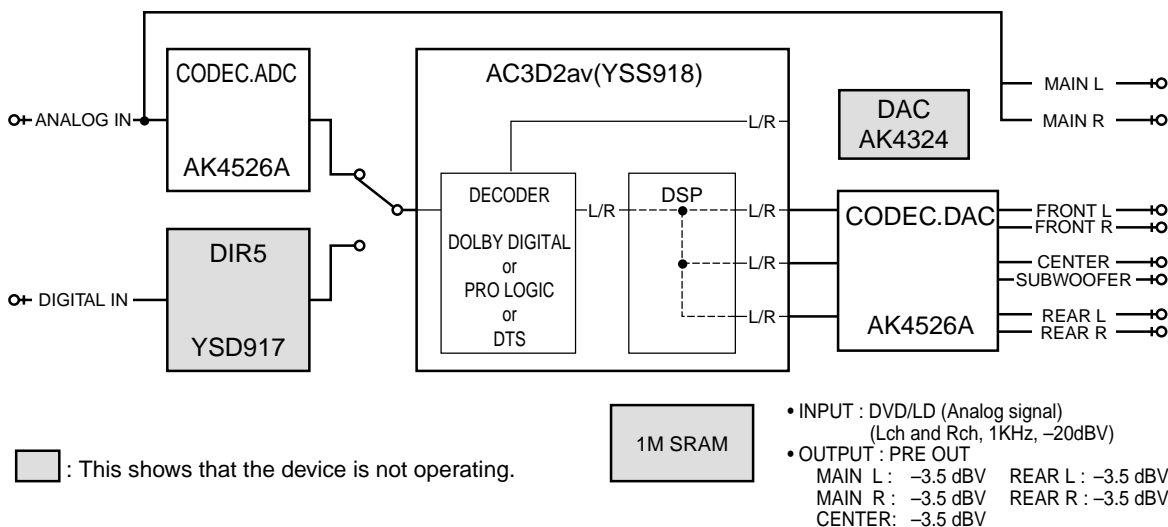 CODEC.ADC
AK4526A
ANALOG IN
AC3D2av(YSS918)
L/R
DECODER
DOLBY DIGITAL
or
PRO LOGIC
or
DTS
L/R
DSP
L/R
L/R
L/R
DAC
AK4324
MAIN L
MAIN R
DIR5
YSD917
DIGITAL IN
CODEC.DAC
AK4526A
FRONT L
FRONT R
CENTER
SUBWOOFER
REAR L
REAR R
: This shows that the device is not operating.
1M SRAM
• INPUT : DVD/LD (Analog signal)
(Lch and Rch, 1KHz, –20dBV)
• OUTPUT : PRE OUT
MAIN L : –3.5 dBV REAR L : –3.5 dBV
MAIN R : –3.5 dBV REAR R : –3.5 dBV
CENTER: –3.5 dBV